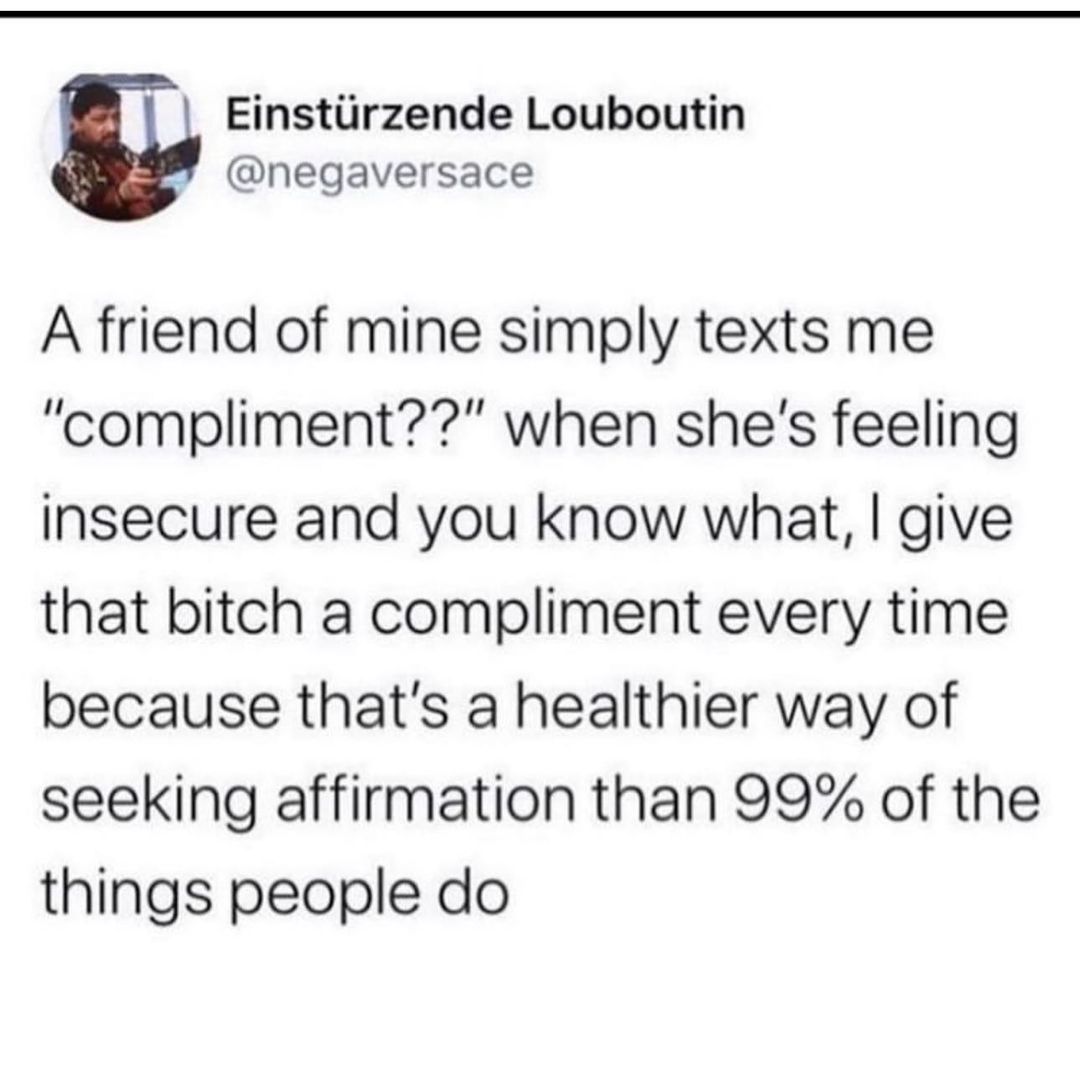 Einstürzende Louboutin
@negaversace
A friend of mine simply texts me
"compliment??" when she's feeling
insecure and you know what, I give
that bitch a compliment every time
because that's a healthier way of
seeking affirmation than 99% of the
things people do